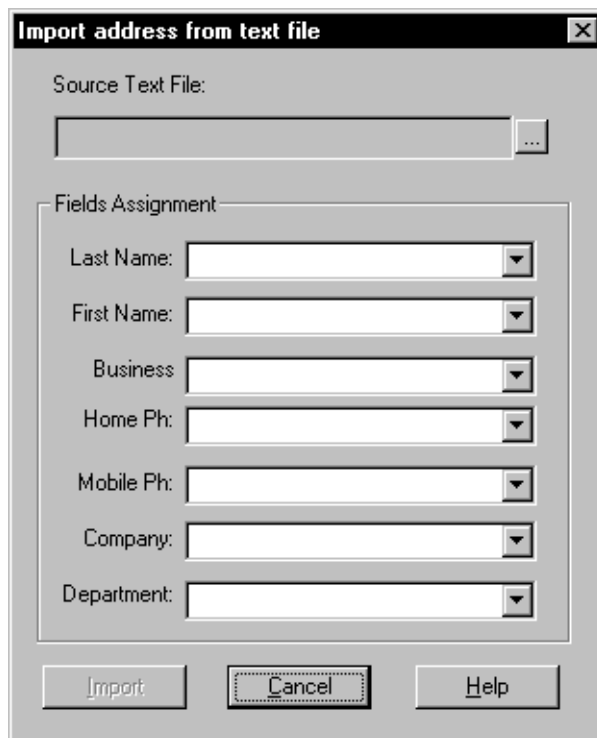 Import address from text file
Source Text File:
...
Fields Assignment
Last Name:
First Name:
Business
Home Ph:
Mobile Ph:
Company:
Department:
Import Cancel Help